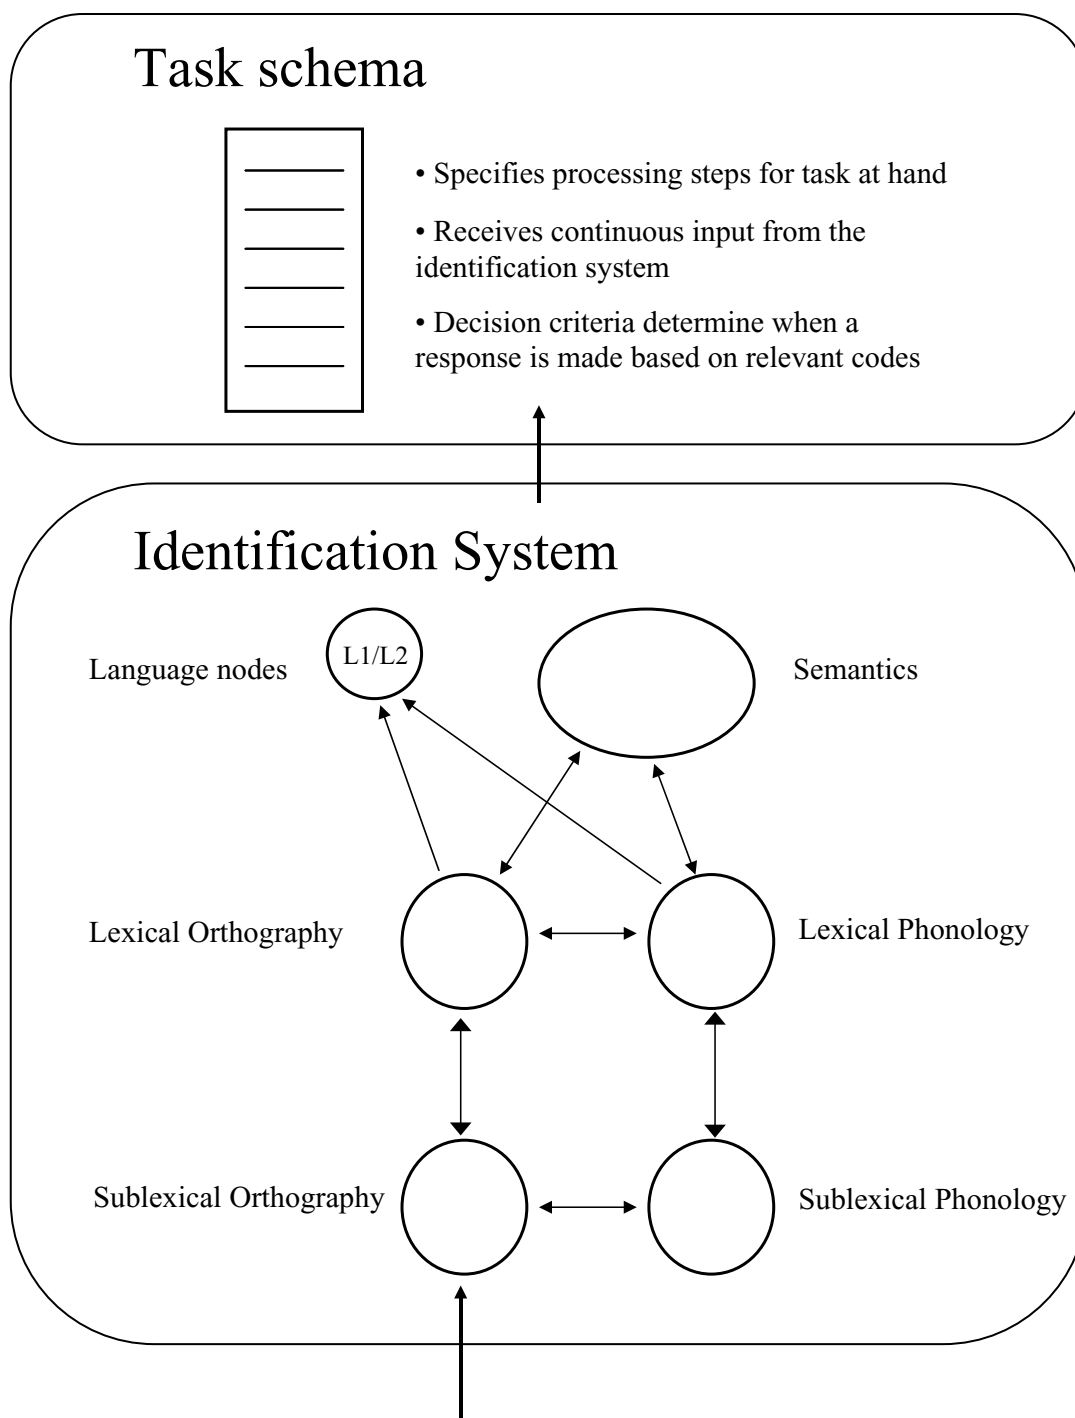 Task schema
• Specifies processing steps for task at hand
• Receives continuous input from the
identification system
• Decision criteria determine when a
response is made based on relevant codes
Identification System
Language nodes
L1/L2
Semantics
Lexical Orthography
Lexical Phonology
Sublexical Orthography
Sublexical Phonology